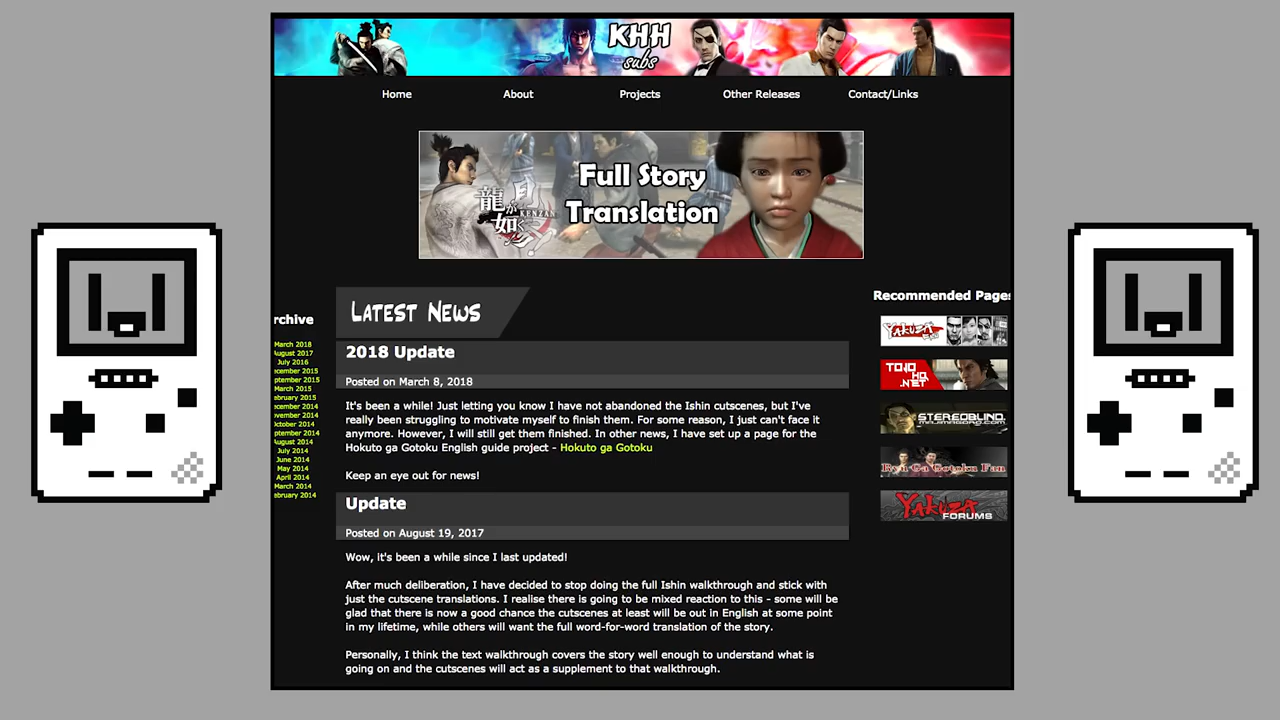 KHH
subs
Home
About
Projects
Other Releases
Contact/Links
Full Story
Translation
龍が如く
KENZAN
Latest News
rchive
March 2018
August 2017
July 2016
ecember 2015
eptember 2015
March 2015
ebruary 2015
ecember 2014
ovember 2014
October 2014
eptember 2014
August 2014
July 2014
June 2014
May 2014
April 2014
March 2014
ebruary 2014
2018 Update
Posted on March 8, 2018
It's been a while! Just letting you know I have not abandoned the Ishin cutscenes, but I've
really been struggling to motivate myself to finish them. For some reason, I just can't face it
anymore. However, I will still get them finished. In other news, I have set up a page for the
Hokuto ga Gotoku English guide project - Hokuto ga Gotoku
Keep an eye out for news!
Update
Posted on August 19, 2017
Wow, it's been a while since I last updated!
After much deliberation, I have decided to stop doing the full Ishin walkthrough and stick with
just the cutscene translations. I realise there is going to be mixed reaction to this - some will be
glad that there is now a good chance the cutscenes at least will be out in English at some point
in my lifetime, while others will want the full word-for-word translation of the story.
Personally, I think the text walkthrough covers the story well enough to understand what is
going on and the cutscenes will act as a supplement to that walkthrough.
Recommended Pages
Yakuza
TOJO
HQ.NET
STEREOBLIND.
Ryu Ga Gotoku Fan
Yakuza
FORUMS